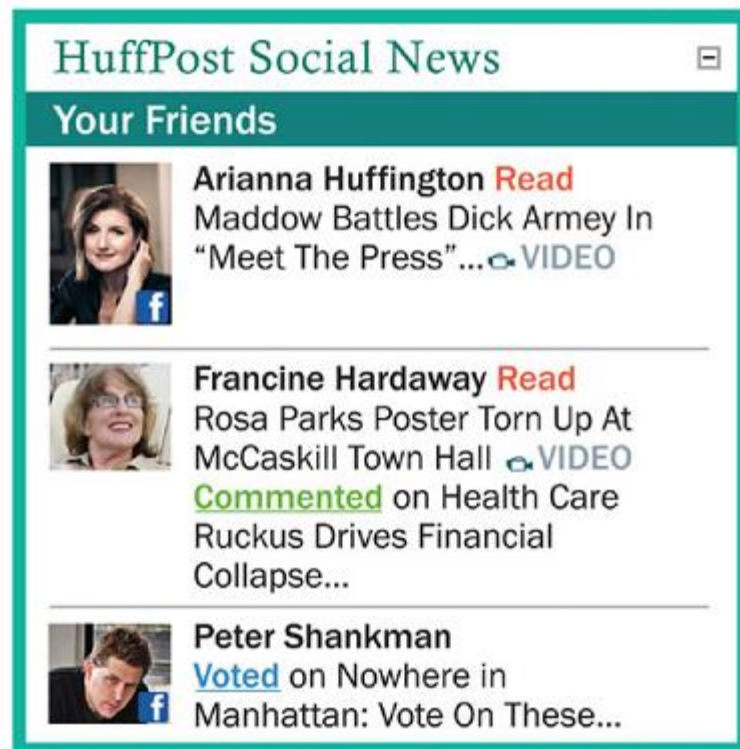 HuffPost Social News
Your Friends
Arianna Huffington Read
Maddow Battles Dick Armey In
“Meet The Press”... VIDEO
f
Francine Hardaway Read
Rosa Parks Poster Torn Up At
McCaskill Town Hall VIDEO
Commented on Health Care
Ruckus Drives Financial
Collapse...
Peter Shankman
Voted on Nowhere in
Manhattan: Vote On These...
f